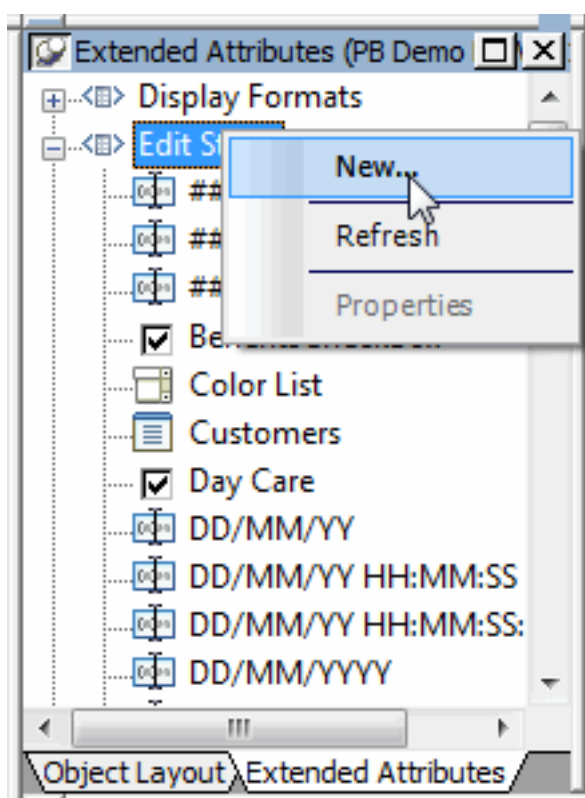 Extended Attributes (PB Demo
Display Formats
Edit
New...
##
##
Refresh
##
Properties
Color List
Customers
Day Care
DD/MM/YY
DD/MM/YY HH:MM:SS
DD/MM/YY HH:MM:SS:
DD/MM/YYYY
Object Layout
Extended Attributes